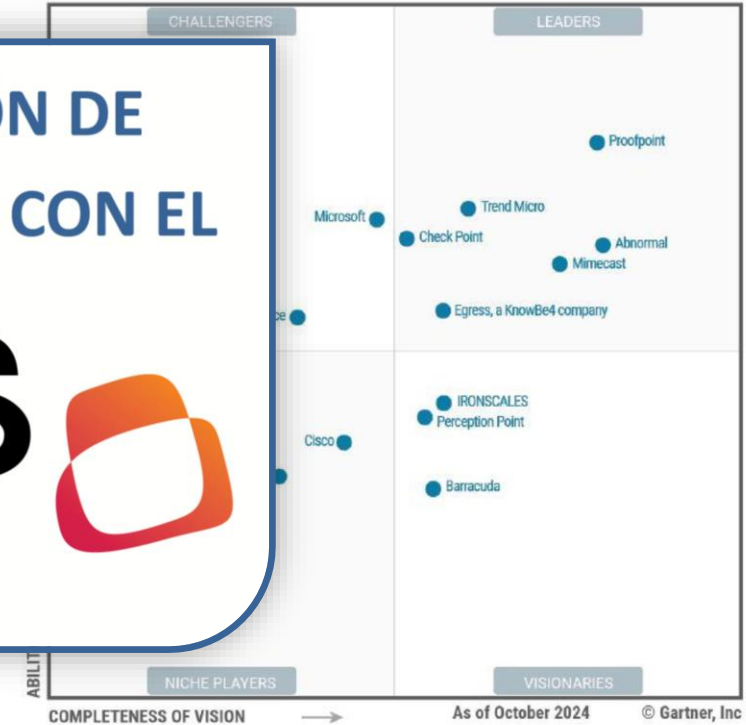 CHALLENGERS
LEADERS
DE
CON EL
Proofpoint
Trend Micro
Microsoft
Check Point
Abnormal
Mimecast
Egress, a KnowBe4 company
IRONSCALES
Perception Point
Cisco
Barracuda
NICHE PLAYERS
VISIONARIES
COMPLETENESS OF VISION
As of October 2024
© Gartner, Inc